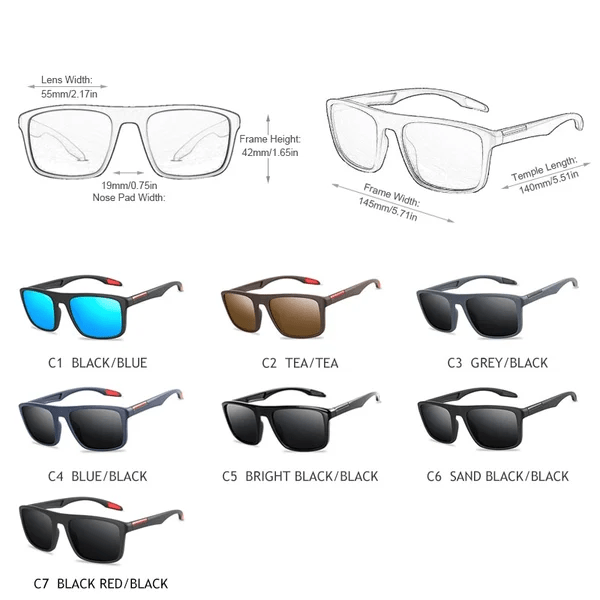 Lens Width:
55mm/2.17in
Frame Height:
42mm/1.65in
19mm/0.75in
Nose Pad Width:
Temple Length:
140mm/5.51in
Frame Width:
145mm/5.71in
C1 BLACK/BLUE
C2 TEA/TEA
C3 GREY/BLACK
C4 BLUE/BLACK
C5 BRIGHT BLACK/BLACK
C6 SAND BLACK/BLACK
C7 BLACK RED/BLACK